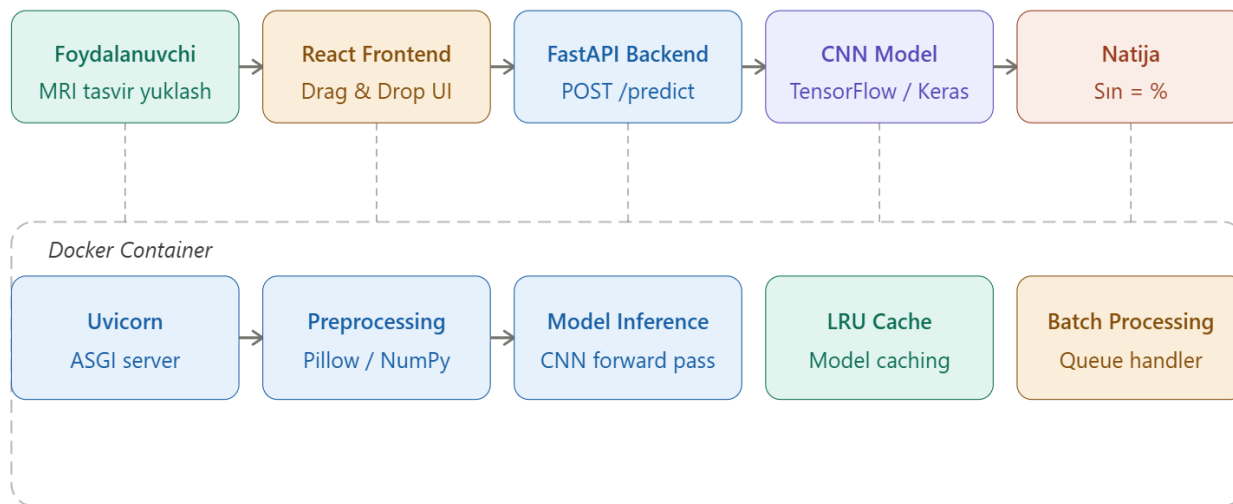 Foydalanuvchi
MRI tasvir yuklash
React Frontend
Drag & Drop UI
FastAPI Backend
POST /predict
CNN Model
TensorFlow / Keras
Natija
Sın = %
Docker Container
Uvicorn
ASGI server
Preprocessing
Pillow / NumPy
Model Inference
CNN forward pass
LRU Cache
Model caching
Batch Processing
Queue handler